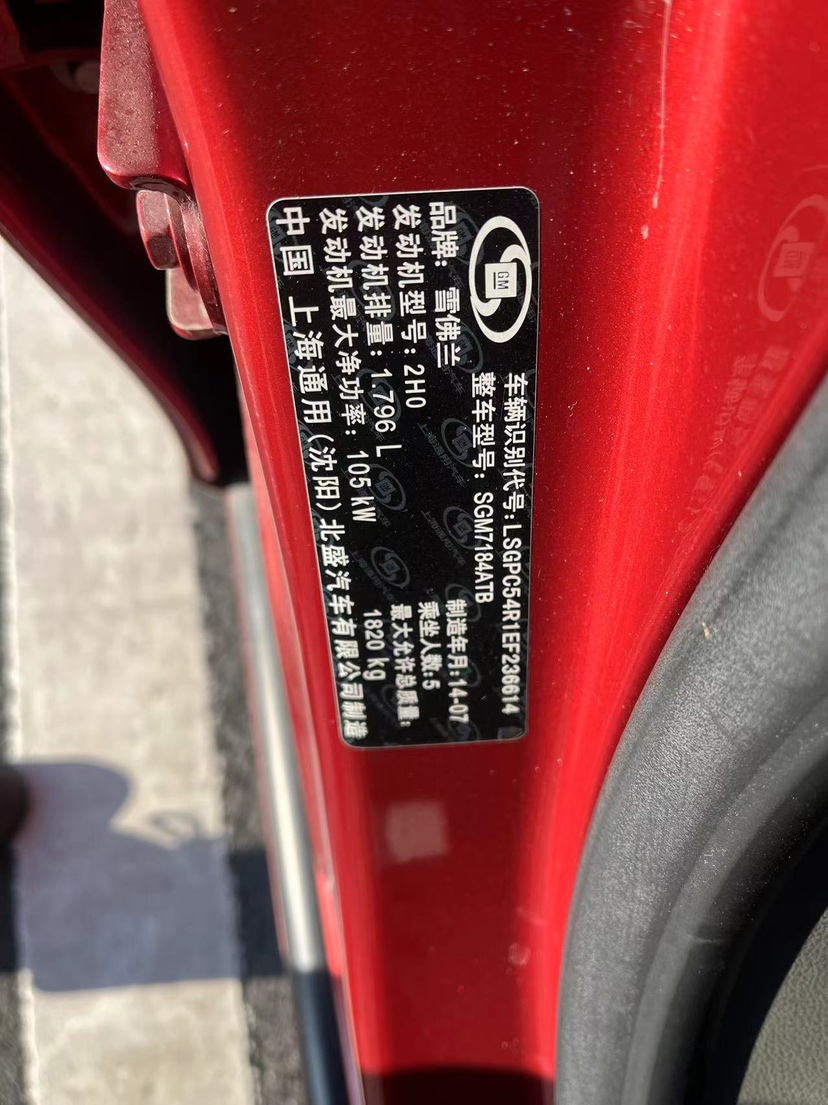 GM
车辆识别代号:LSGPC54R1EF236614
整车型号:SGM7184ATB
品牌:雪佛兰
制造年月:14-07
发动机型号:2H0
乘坐人数:5
发动机排量:1.796 L
最大允许总质量:
1820 kg
发动机最大净功率:105 kW
中国 上海通用(沈阳)北盛汽车有限公司制造